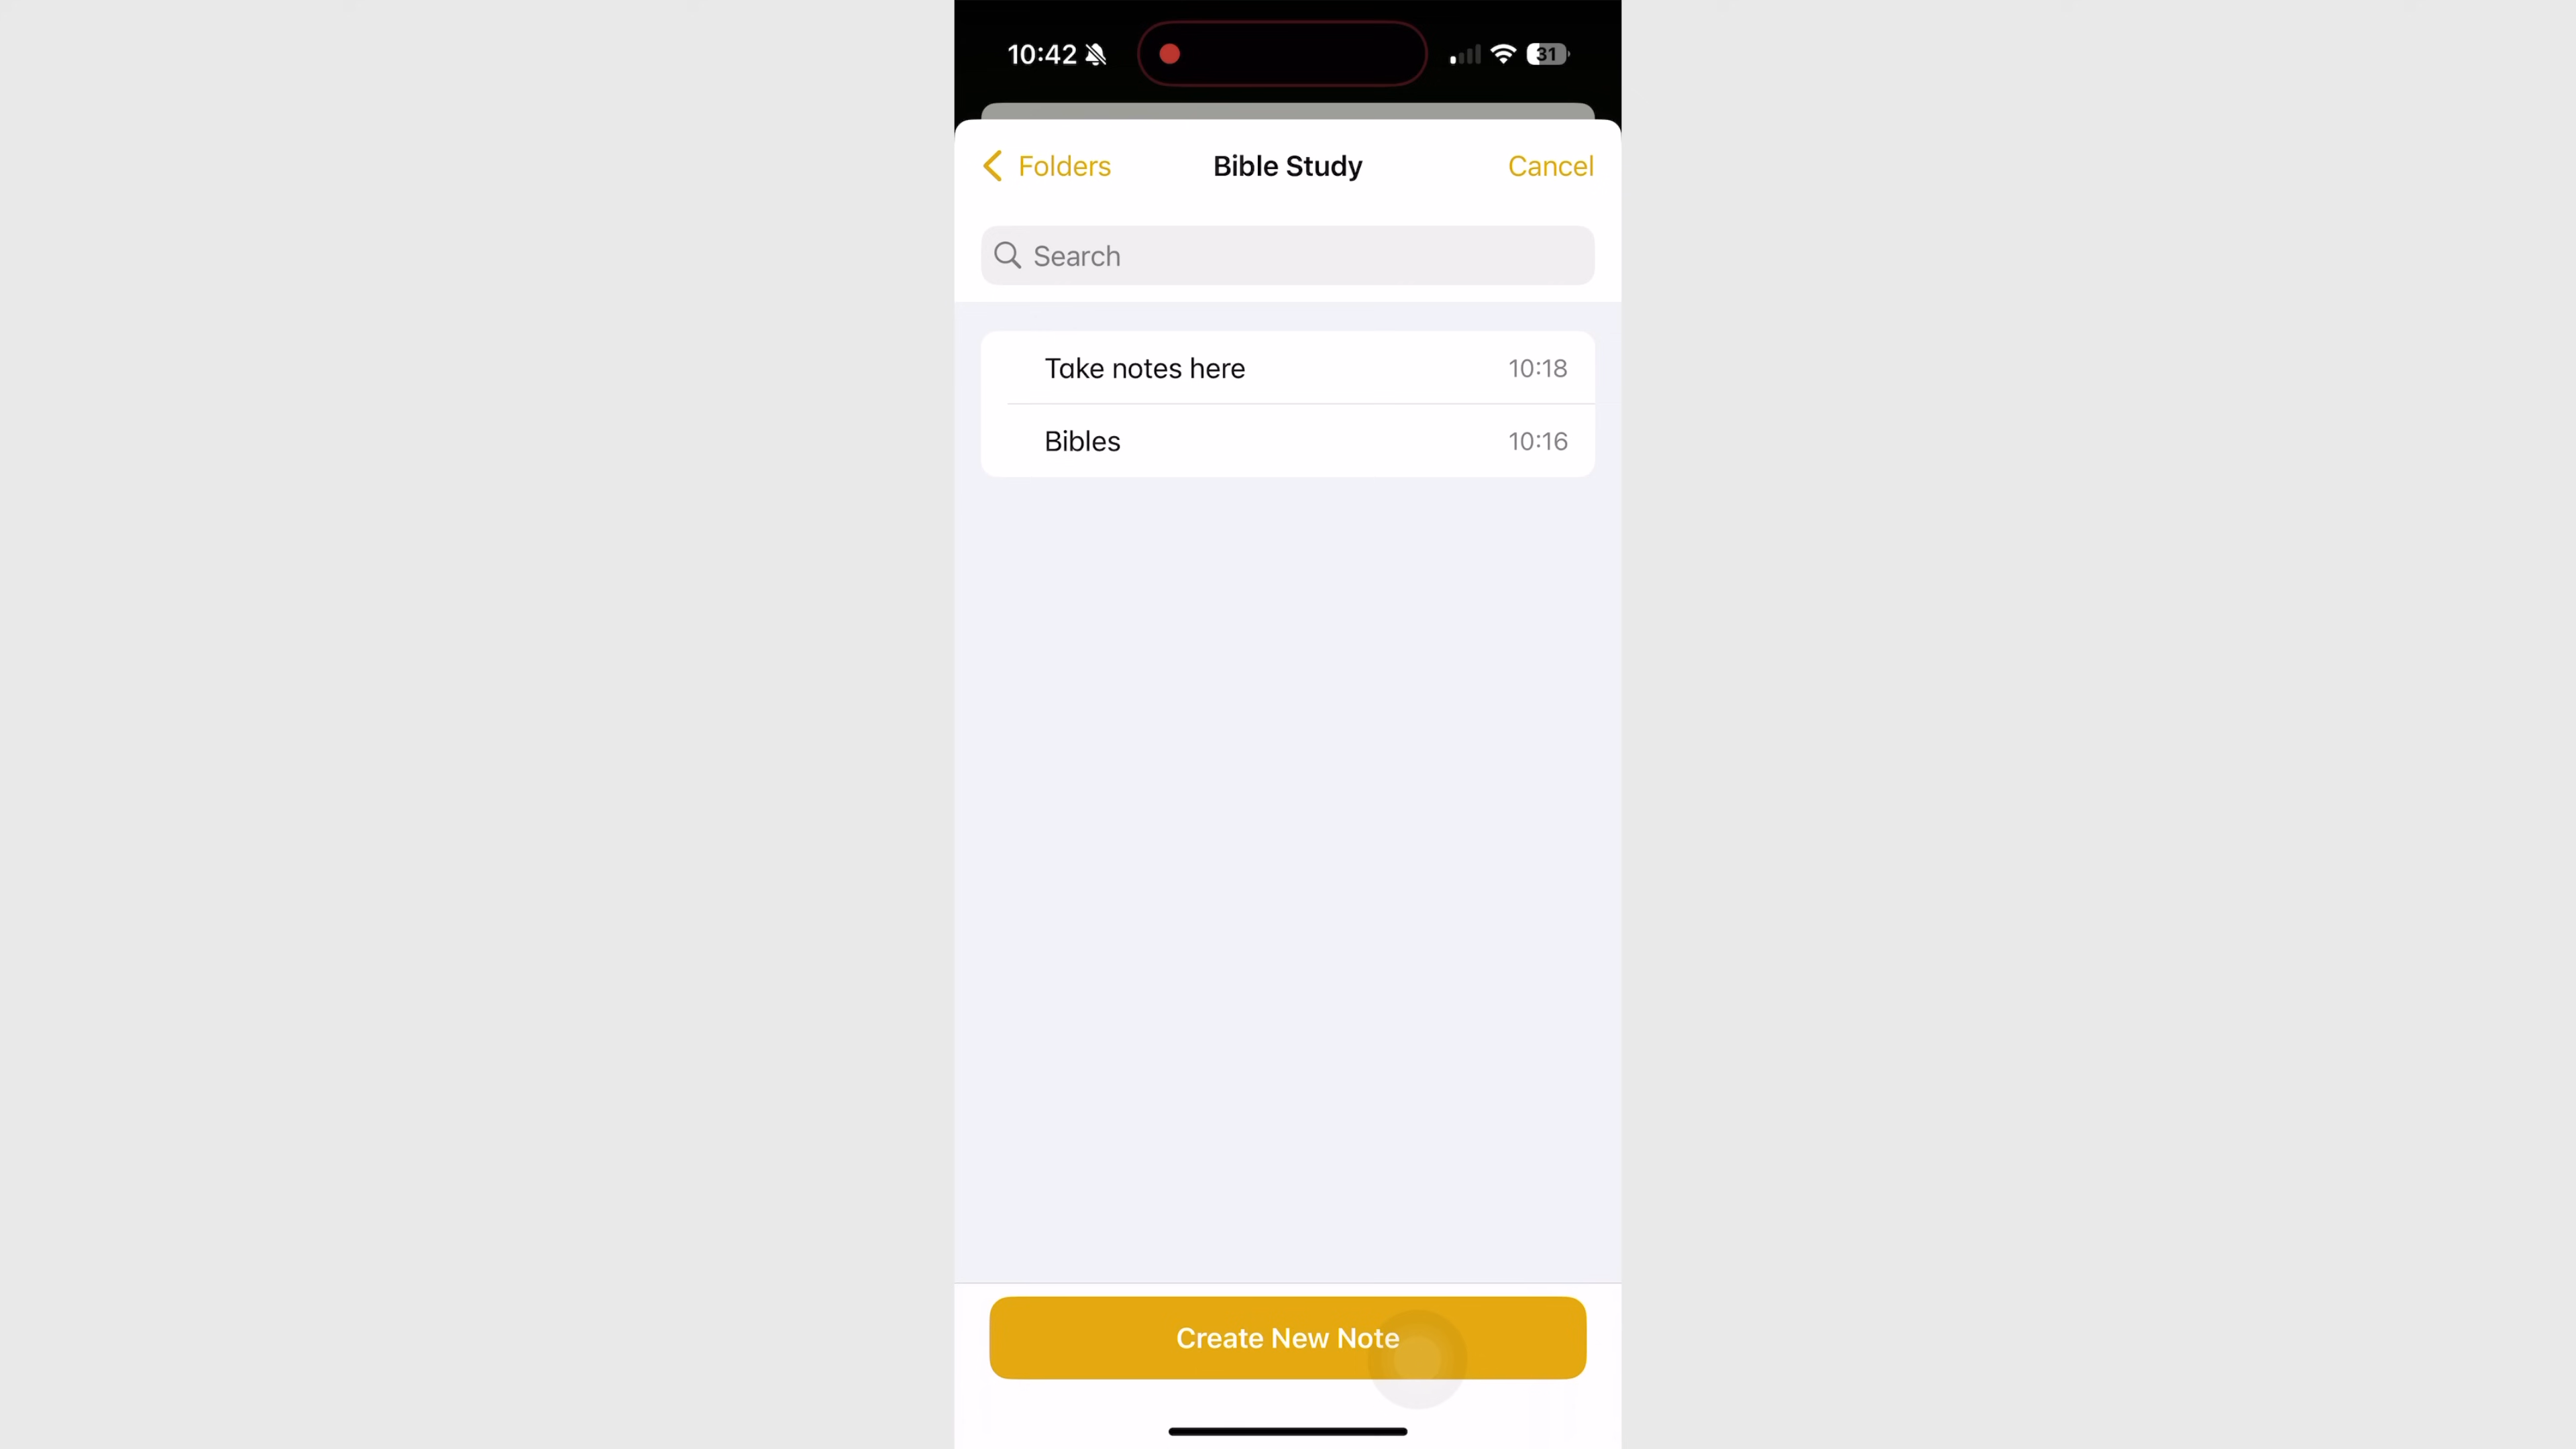 10:42
31
Folders
Bible Study
Cancel
Search
Take notes here 10:18
Bibles 10:16
Create New Note